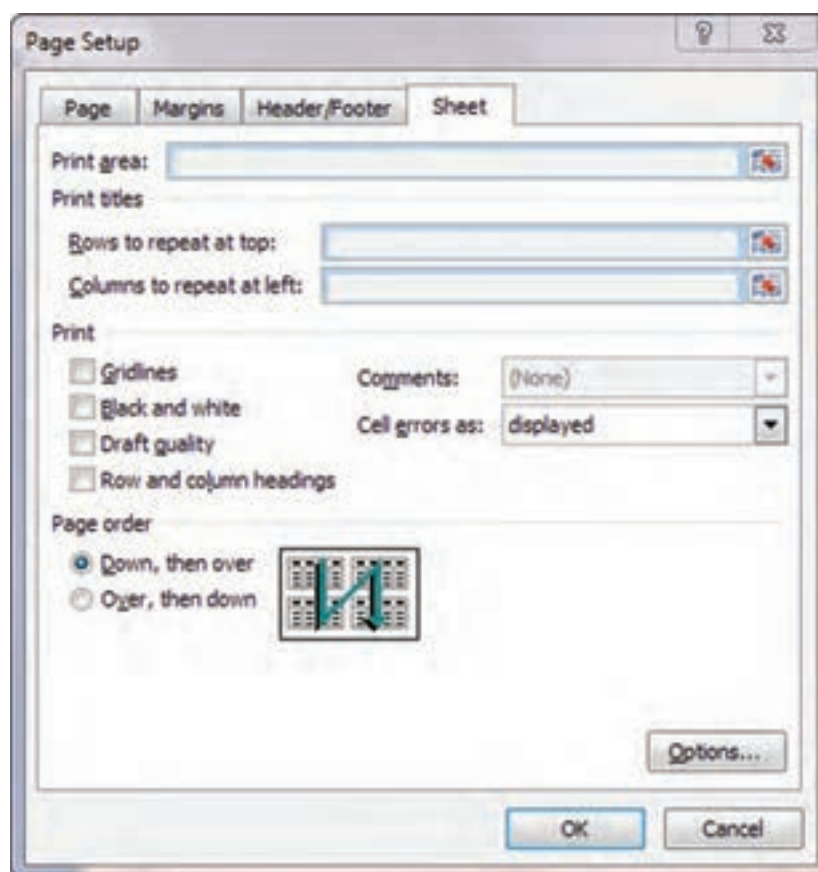 Page Setup
Page Margins Header/Footer Sheet
Print area:
Print titles
Rows to repeat at top:
Columns to repeat at left:
Print
Gridlines
Black and white
Draft quality
Row and column headings
Comments: (None)
Cell errors as: displayed
Page order
Down, then over
Over, then down
Options...
OK Cancel